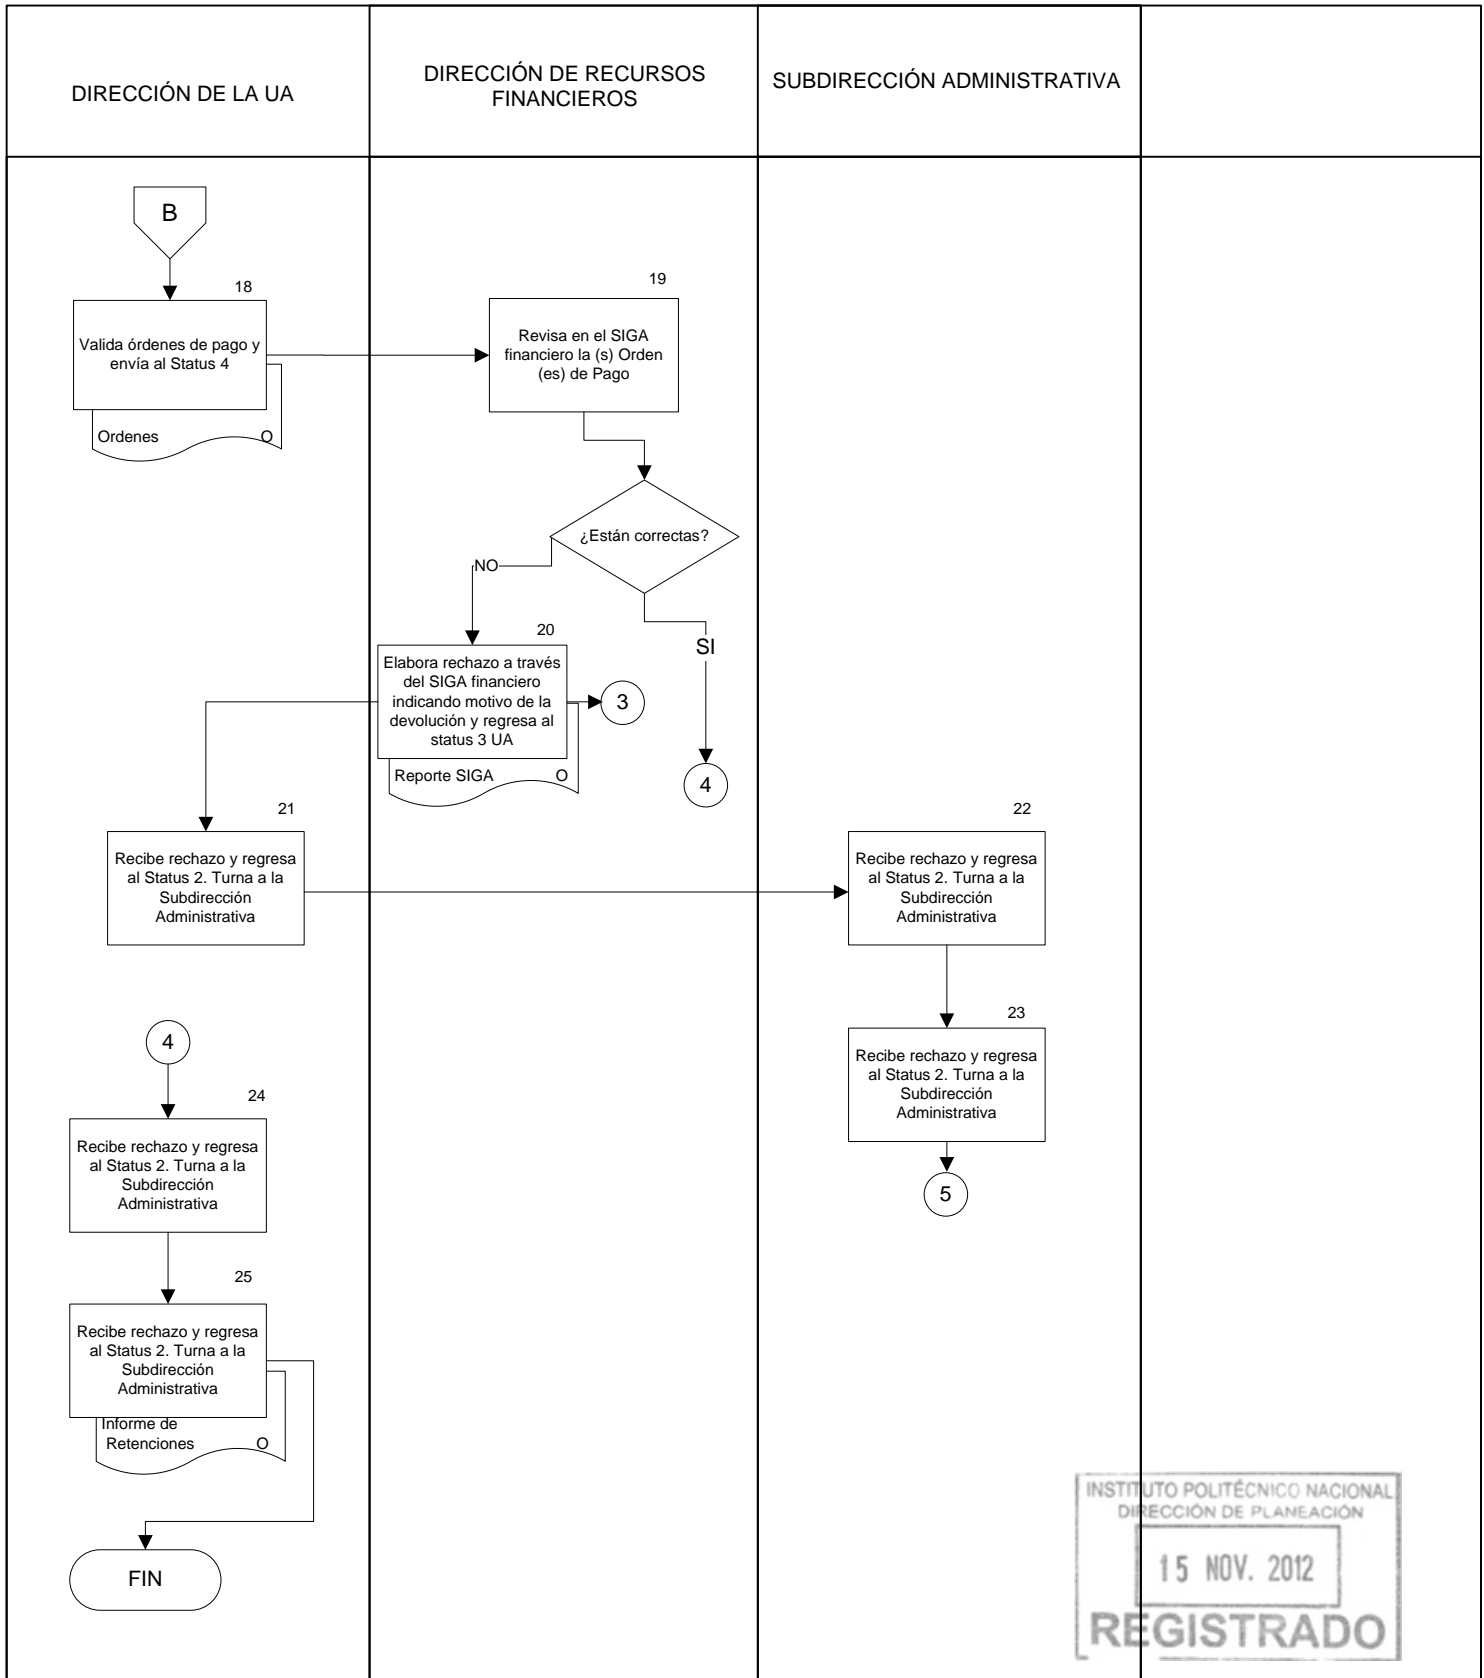 DIRECCIÓN DE LA UA
DIRECCIÓN DE RECURSOS
FINANCIEROS
SUBDIRECCIÓN ADMINISTRATIVA
B
18
Valida órdenes de pago y
envía al Status 4
Ordenes O
19
Revisa en el SIGA
financiero la (s) Orden
(es) de Pago
¿Están correctas?
NO
SI
20
Elabora rechazo a través
del SIGA financiero
indicando motivo de la
devolución y regresa al
status 3 UA
Reporte SIGA O
3
4
21
Recibe rechazo y regresa
al Status 2. Turna a la
Subdirección
Administrativa
22
Recibe rechazo y regresa
al Status 2. Turna a la
Subdirección
Administrativa
23
Recibe rechazo y regresa
al Status 2. Turna a la
Subdirección
Administrativa
5
4
24
Recibe rechazo y regresa
al Status 2. Turna a la
Subdirección
Administrativa
25
Recibe rechazo y regresa
al Status 2. Turna a la
Subdirección
Administrativa
Informe de
Retenciones O
FIN
INSTITUTO POLITÉCNICO NACIONAL
DIRECCIÓN DE PLANEACIÓN
15 NOV. 2012
REGISTRADO